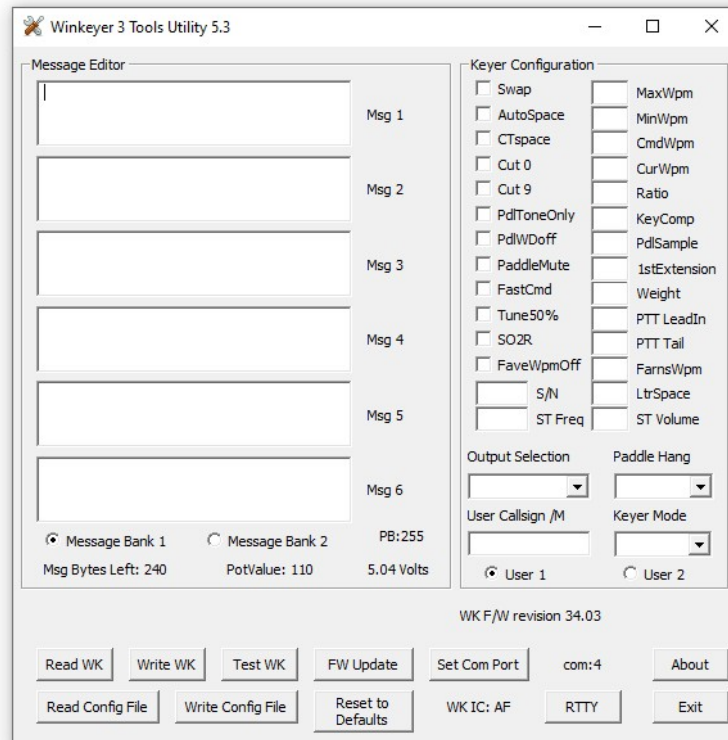 Winkeyer 3 Tools Utility 5.3
Message Editor
Msg 1
Msg 2
Msg 3
Msg 4
Msg 5
Msg 6
Message Bank 1
Message Bank 2
PB:255
Msg Bytes Left: 240
PotValue: 110
5.04 Volts
Keyer Configuration
Swap
AutoSpace
CTspace
Cut 0
Cut 9
PdlToneOnly
PdlWDoff
PaddleMute
FastCmd
Tune50%
SO2R
FaveWpmOff
S/N
ST Freq
MaxWpm
MinWpm
CmdWpm
CurWpm
Ratio
KeyComp
PdlSample
1stExtension
Weight
PTT LeadIn
PTT Tail
FarnsWpm
LtrSpace
ST Volume
Output Selection
Paddle Hang
User Callsign /M
Keyer Mode
User 1
User 2
WK F/W revision 34.03
Read WK
Write WK
Test WK
FW Update
Set Com Port
com:4
About
Read Config File
Write Config File
Reset to
Defaults
WK IC: AF
RTTY
Exit